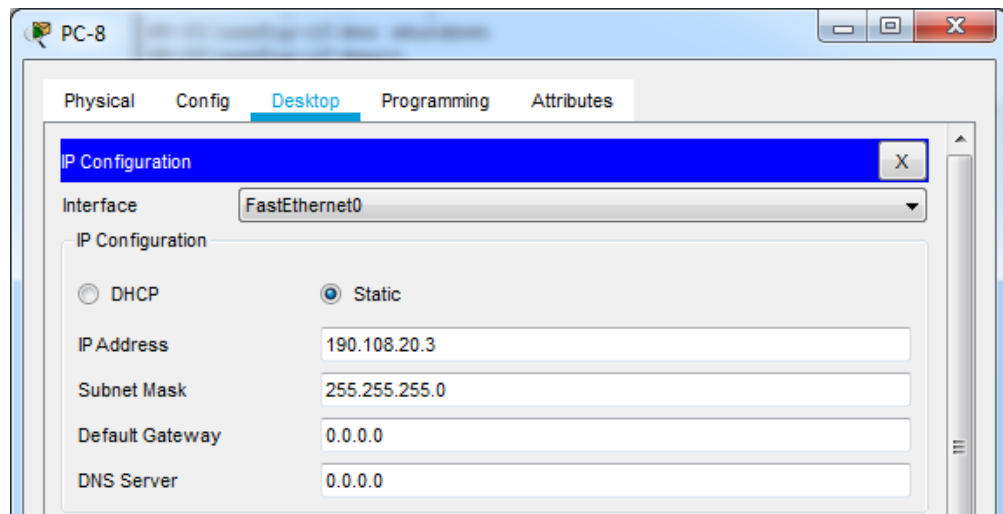 PC-8
Physical Config Desktop Programming Attributes
IP Configuration X
Interface FastEthernet0
IP Configuration
DHCP Static
IP Address 190.108.20.3
Subnet Mask 255.255.255.0
Default Gateway 0.0.0.0
DNS Server 0.0.0.0